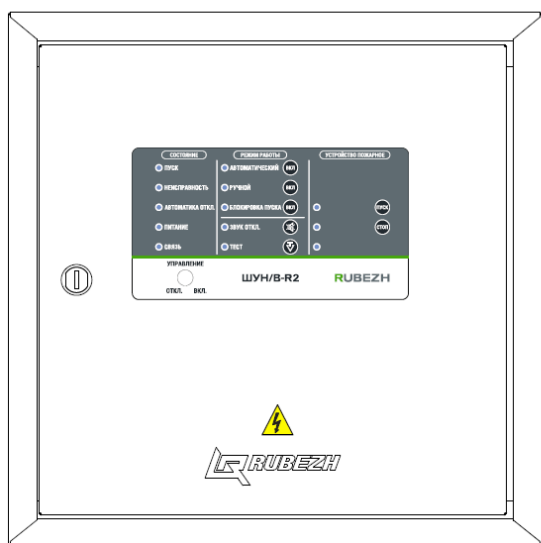 СОСТОЯНИЕ РЕЖИМ РАБОТЫ УСТРОЙСТВО ПОЖАРНОЕ
ПУСК АВТОМАТИЧЕСКИЙ ВКЛ
НЕИСПРАВНОСТЬ РУЧНОЙ ВКЛ
АВТОМАТИКА ОТКЛ. БЛОКИРОВКА ПУСКА ВКЛ ПУСК
ПИТАНИЕ ЗВУК ОТКЛ. СТОП
СВЯЗЬ ТЕСТ
УПРАВЛЕНИЕ
ШУН/В-R2 RUBEZH
ОТКЛ. ВКЛ.
RUBEZH